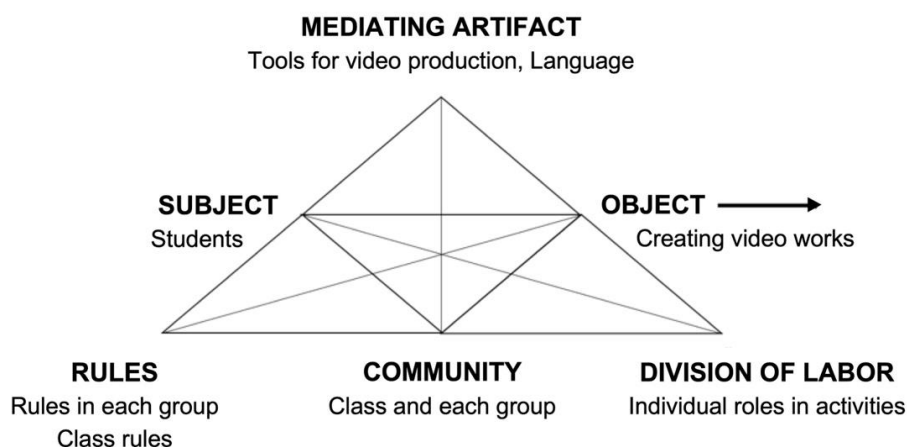 MEDIATING ARTIFACT
Tools for video production, Language
SUBJECT
Students
OBJECT
Creating video works
RULES
Rules in each group
Class rules
COMMUNITY
Class and each group
DIVISION OF LABOR
Individual roles in activities